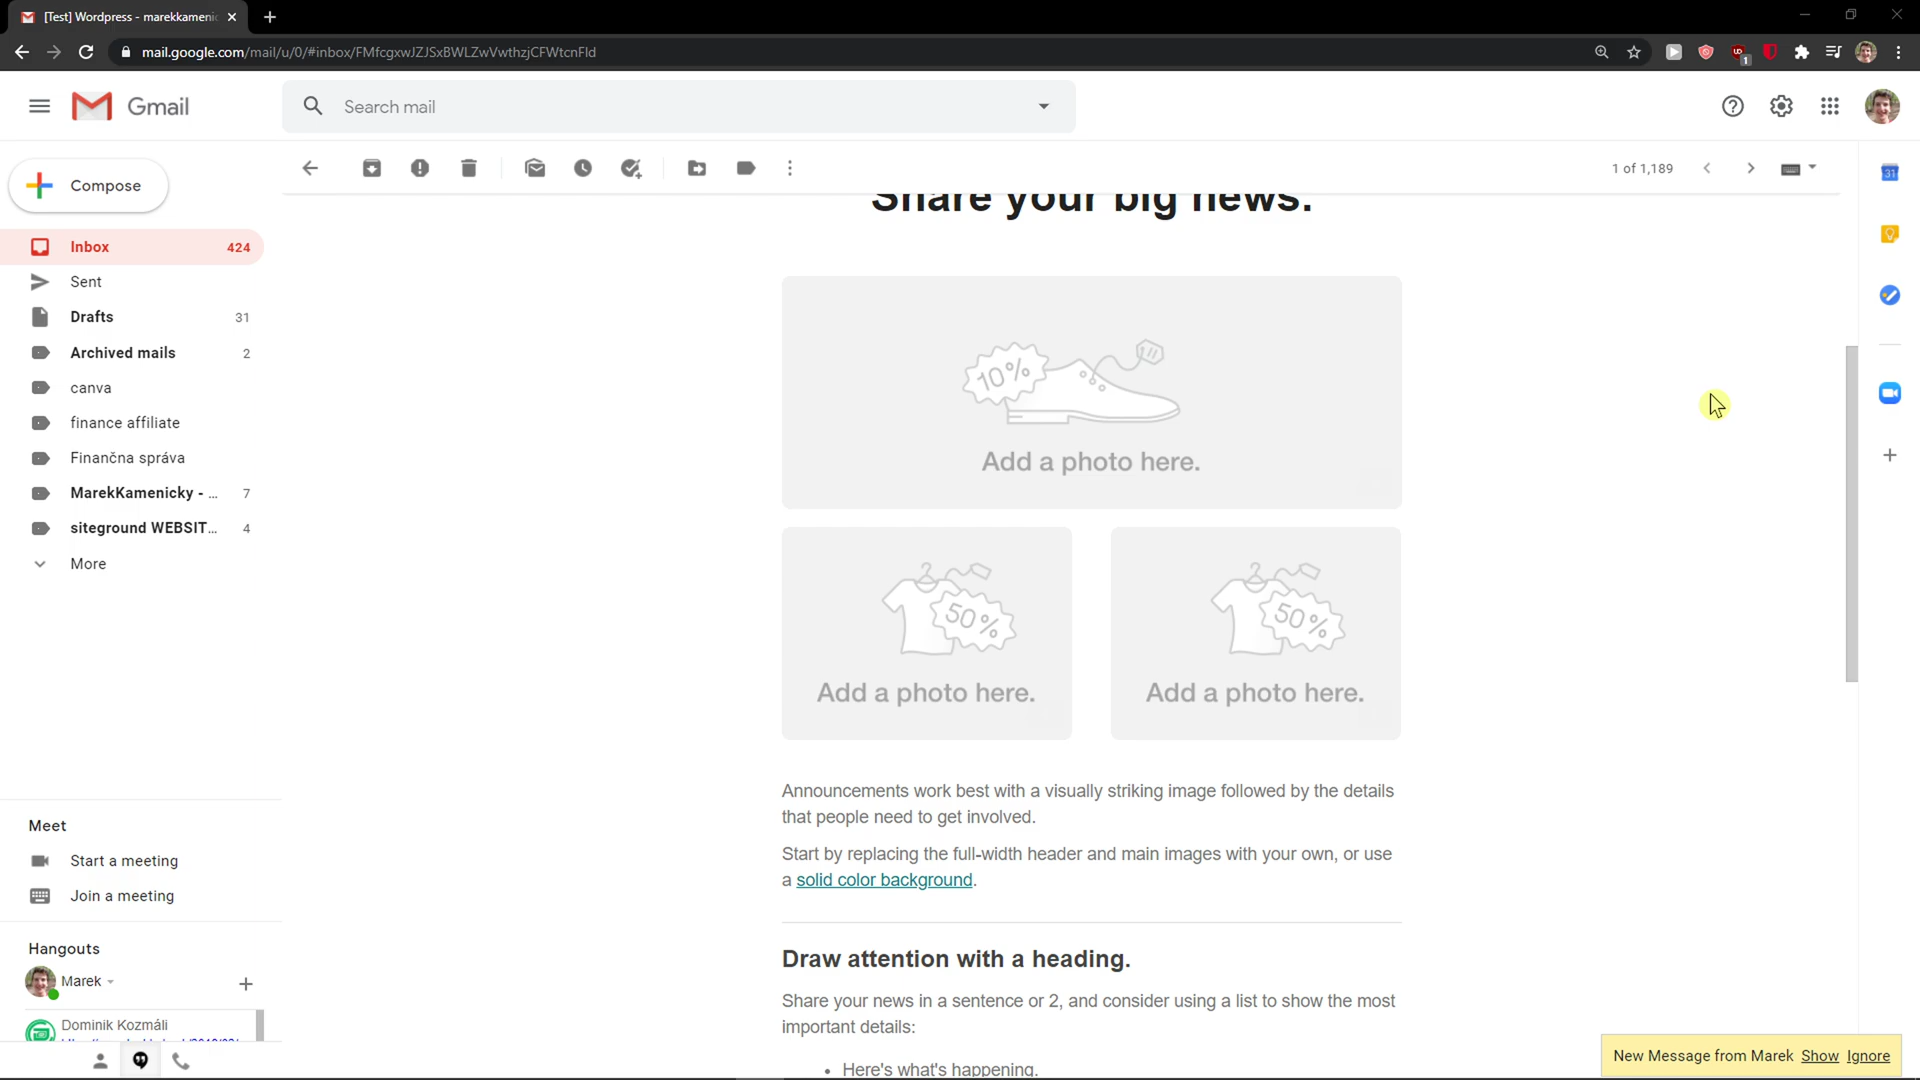 [Test] Wordpress - marekkamenic
mail.google.com/mail/u/0/#inbox/FMfcgxwJZJSxBWLZwVwthzjCFWtcnFld
1
Gmail
Search mail
Compose
1 of 1,189
31
Share your big news.
Inbox 424
Sent
Drafts 31
Archived mails 2
canva
finance affiliate
Finančna správa
MarekKamenicky - ... 7
siteground WEBSIT... 4
More
10%
Add a photo here.
50%
Add a photo here.
50%
Add a photo here.
Announcements work best with a visually striking image followed by the details
that people need to get involved.
Start by replacing the full-width header and main images with your own, or use
a solid color background.
Draw attention with a heading.
Share your news in a sentence or 2, and consider using a list to show the most
important details:
• Here's what's happening.
Meet
Start a meeting
Join a meeting
Hangouts
Marek
Dominik Kozmáli
New Message from Marek Show Ignore